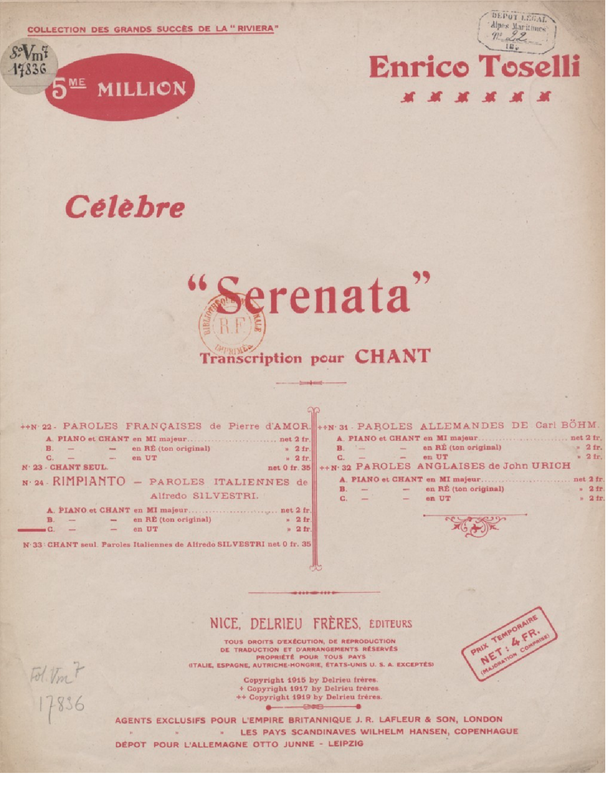 COLLECTION DES GRANDS SUCCÈS DE LA "RIVIERA"
DEPOT LEGAL
Alpes Maritimes
Vm7
17836
5ME MILLION
Enrico Toselli
Célèbre
"Serenata"
R.F
Transcription pour CHANT
++No 22 - PAROLES FRANÇAISES de Pierre d'AMOR.
A. PIANO et CHANT en MI majeur........................net 2 fr.
B. — — en RÉ (ton original) » 2 fr.
C. — — en UT » 2 fr.
No 23 - CHANT SEUL. net 0 fr. 35
No 24 - RIMPIANTO — PAROLES ITALIENNES de
Alfredo SILVESTRI.
A. PIANO et CHANT en MI majeur........................net 2 fr.
B. — — en RÉ (ton original) » 2 fr.
C. — — en UT » 2 fr.
No 33: CHANT seul. Paroles Italiennes de Alfredo SILVESTRI net 0 fr. 35
++No 31 - PAROLES ALLEMANDES DE Carl BÖHM.
A. PIANO et CHANT en MI majeur........................net 2 fr.
B. — — en RÉ (ton original) » 2 fr.
C. — — en UT » 2 fr.
++No 32 PAROLES ANGLAISES de John URICH
A. PIANO et CHANT en MI majeur........................net 2 fr.
B. — — en RÉ (ton original) » 2 fr.
C. — — en UT » 2 fr.
NICE, DELRIEU FRÈRES, ÉDITEURS
TOUS DROITS D'EXÉCUTION, DE REPRODUCTION
DE TRADUCTION ET D'ARRANGEMENTS RÉSERVÉS
PROPRIÉTÉ POUR TOUS PAYS
(ITALIE, ESPAGNE, AUTRICHE-HONGRIE, ÉTATS-UNIS U. S. A. EXCEPTÉS)
PRIX TEMPORAIRE
NET: 4 FR.
(MAJORATION COMPRISE)
Copyright 1915 by Delrieu frères.
+ Copyright 1917 by Delrieu frères.
++ Copyright 1919 by Delrieu frères.
Fol Vm7
17836
AGENTS EXCLUSIFS POUR L'EMPIRE BRITANNIQUE J. R. LAFLEUR & SON, LONDON
» » » LES PAYS SCANDINAVES WILHELM HANSEN, COPENHAGUE
DÉPOT POUR L'ALLEMAGNE OTTO JUNNE - LEIPZIG